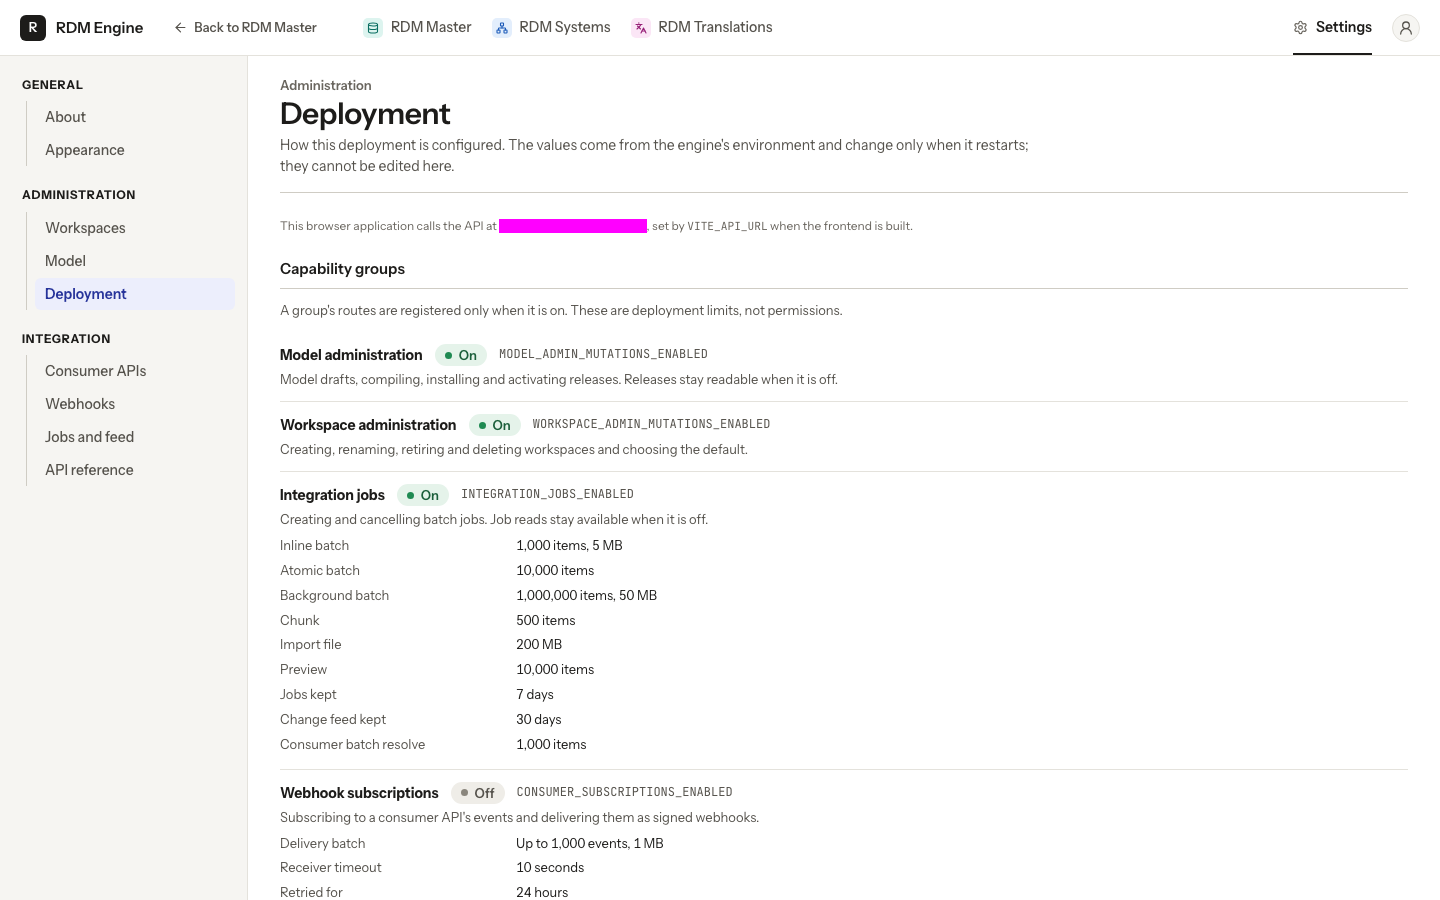 R RDM Engine
Back to RDM Master
RDM Master
RDM Systems
RDM Translations
Settings
GENERAL
About
Appearance
ADMINISTRATION
Workspaces
Model
Deployment
INTEGRATION
Consumer APIs
Webhooks
Jobs and feed
API reference
Administration
Deployment
How this deployment is configured. The values come from the engine's environment and change only when it restarts;
they cannot be edited here.
This browser application calls the API at , set by VITE_API_URL when the frontend is built.
Capability groups
A group's routes are registered only when it is on. These are deployment limits, not permissions.
Model administration On MODEL_ADMIN_MUTATIONS_ENABLED
Model drafts, compiling, installing and activating releases. Releases stay readable when it is off.
Workspace administration On WORKSPACE_ADMIN_MUTATIONS_ENABLED
Creating, renaming, retiring and deleting workspaces and choosing the default.
Integration jobs On INTEGRATION_JOBS_ENABLED
Creating and cancelling batch jobs. Job reads stay available when it is off.
Inline batch 1,000 items, 5 MB
Atomic batch 10,000 items
Background batch 1,000,000 items, 50 MB
Chunk 500 items
Import file 200 MB
Preview 10,000 items
Jobs kept 7 days
Change feed kept 30 days
Consumer batch resolve 1,000 items
Webhook subscriptions Off CONSUMER_SUBSCRIPTIONS_ENABLED
Subscribing to a consumer API's events and delivering them as signed webhooks.
Delivery batch Up to 1,000 events, 1 MB
Receiver timeout 10 seconds
Retried for 24 hours